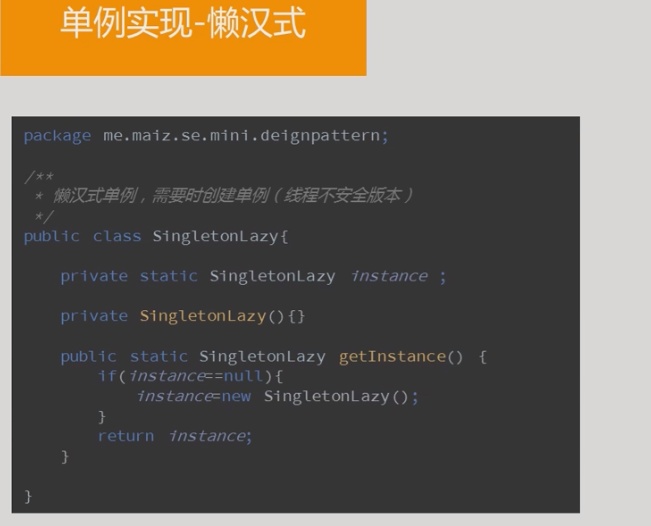 单例实现-懒汉式
package me.maiz.se.mini.deignpattern;
/**
* 懒汉式单例，需要时创建单例（线程不安全版本）
*/
public class SingletonLazy{
private static SingletonLazy instance ;
private SingletonLazy(){}
public static SingletonLazy getInstance() {
if(instance==null){
instance=new SingletonLazy();
}
return instance;
}
}